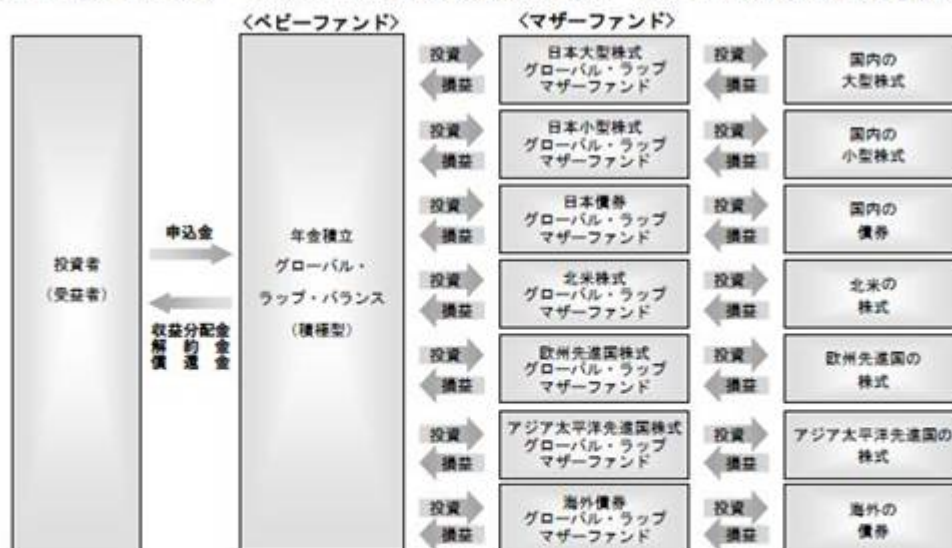 <ベビーファンド>
<マザーファンド>
投資者
(受益者)
申込金
収益分配金
解約金
償還金
年金積立
グローバル・
ラップ・バランス
(積極型)
投資
損益
日本大型株式
グローバル・ラップ
マザーファンド
投資
損益
国内の
大型株式
投資
損益
日本小型株式
グローバル・ラップ
マザーファンド
投資
損益
国内の
小型株式
投資
損益
日本債券
グローバル・ラップ
マザーファンド
投資
損益
国内の
債券
投資
損益
北米株式
グローバル・ラップ
マザーファンド
投資
損益
北米の
株式
投資
損益
欧州先進国株式
グローバル・ラップ
マザーファンド
投資
損益
欧州先進国の
株式
投資
損益
アジア太平洋先進国株式
グローバル・ラップ
マザーファンド
投資
損益
アジア太平洋先進国の
株式
投資
損益
海外債券
グローバル・ラップ
マザーファンド
投資
損益
海外の
債券